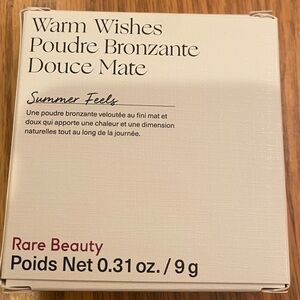 Warm Wishes
Poudre Bronzante
Douce Mate
Summer Feels
Une poudre bronzante veloutée au fini mat et
doux qui apporte une chaleur et une dimension
naturelles tout au long de la journée.
Rare Beauty
Poids Net 0.31 oz. / 9 g